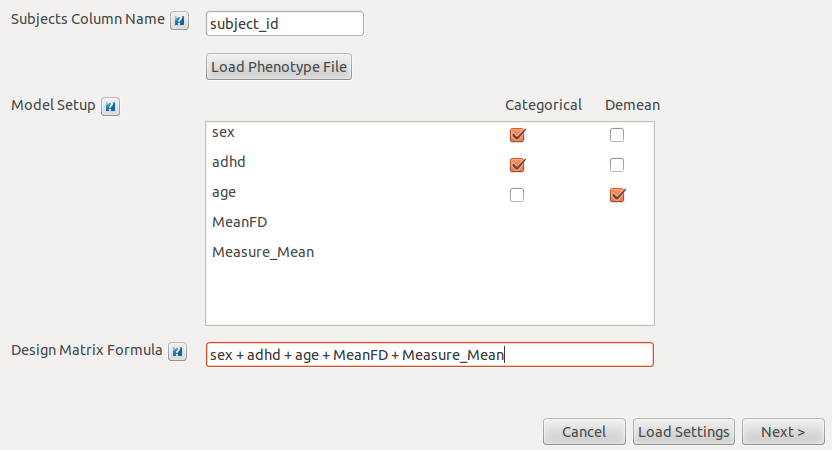 Subjects Column Name ? subject_id
Load Phenotype File
Model Setup ? Categorical Demean
sex
adhd
age
MeanFD
Measure_Mean
Design Matrix Formula ? sex + adhd + age + MeanFD + Measure_Mean
Cancel Load Settings Next >